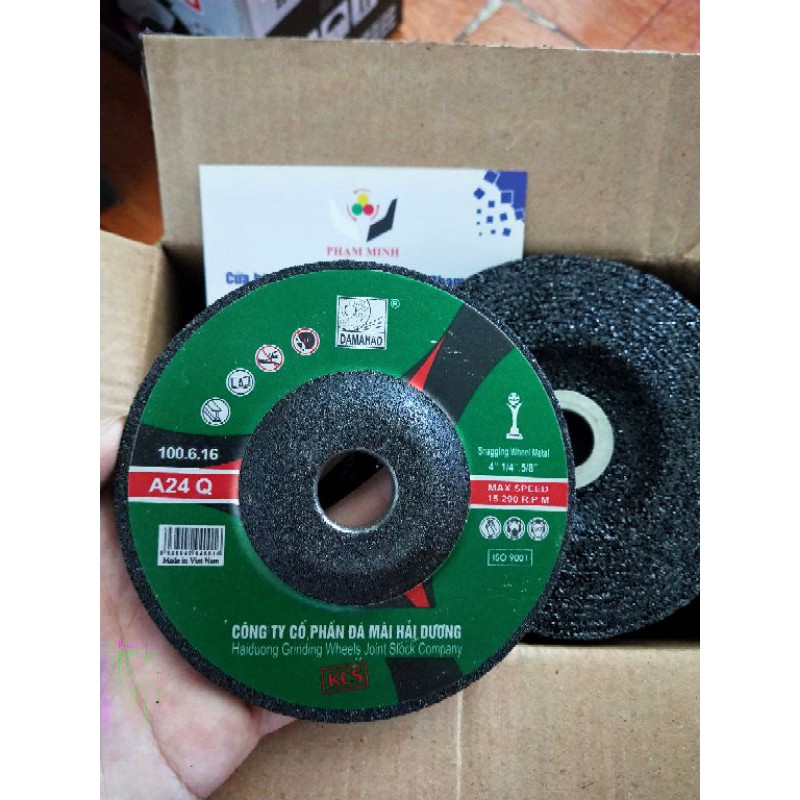 PHẠM MINH
Cửa
®
DAMAHAD
100.6.16
A24 Q
Made in Viet Nam
Snagging Wheel Metal
4" 1/4" .5/8"
MAX SPEED
15 200 R.P.M
ISO 9001
CÔNG TY CỔ PHẦN ĐÁ MÀI HẢI DƯƠNG
Haiduong Grinding Wheels Joint Stock Company
KCS